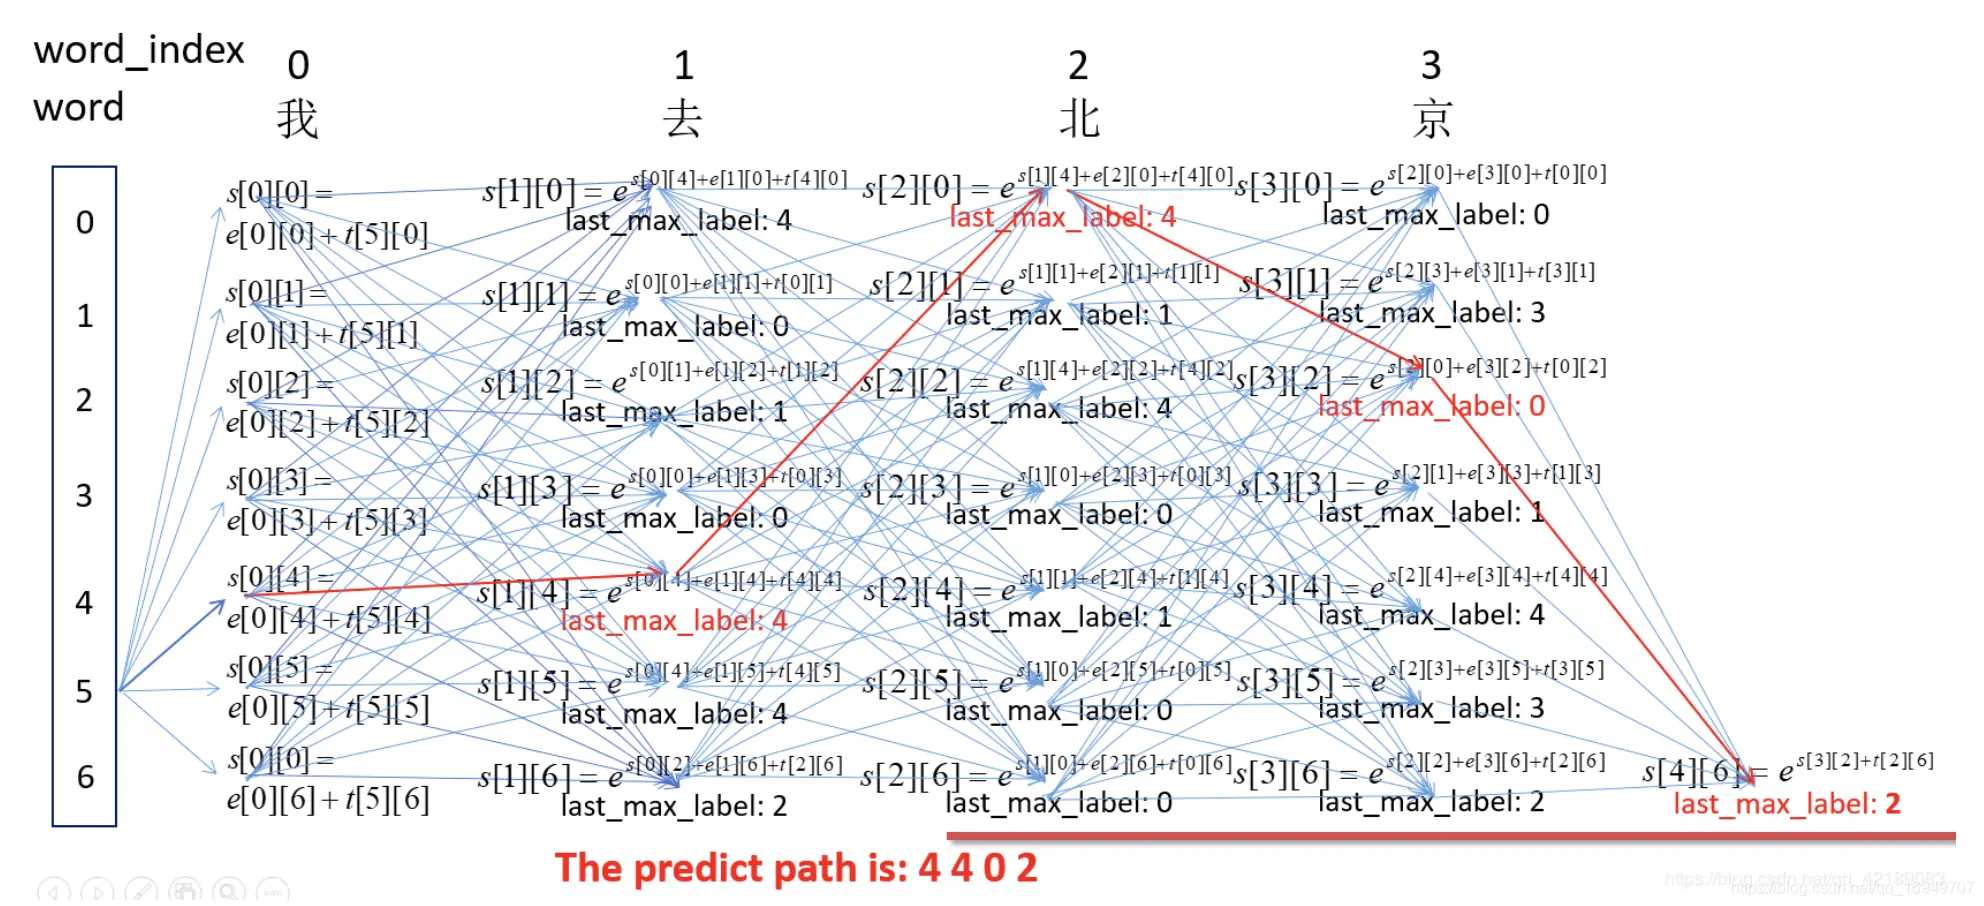 word_index 0 1 2 3
word 我 去 北 京
0 1 2 3 4 5 6
s[0][0] =
e[0][0] + t[5][0]
s[1][0] = e^{s[0][4]+e[1][0]+t[4][0]}
last_max_label: 4
s[2][0] = e^{s[1][4]+e[2][0]+t[4][0]}
last_max_label: 4
s[3][0] = e^{s[2][0]+e[3][0]+t[0][0]}
last_max_label: 0
s[0][1] =
e[0][1] + t[5][1]
s[1][1] = e^{s[0][0]+e[1][1]+t[0][1]}
last_max_label: 0
s[2][1] = e^{s[1][1]+e[2][1]+t[1][1]}
last_max_label: 1
s[3][1] = e^{s[2][3]+e[3][1]+t[3][1]}
last_max_label: 3
s[0][2] =
e[0][2] + t[5][2]
s[1][2] = e^{s[0][1]+e[1][2]+t[1][2]}
last_max_label: 1
s[2][2] = e^{s[1][4]+e[2][2]+t[4][2]}
last_max_label: 4
s[3][2] = e^{s[2][0]+e[3][2]+t[0][2]}
last_max_label: 0
s[0][3] =
e[0][3] + t[5][3]
s[1][3] = e^{s[0][0]+e[1][3]+t[0][3]}
last_max_label: 0
s[2][3] = e^{s[1][0]+e[2][3]+t[0][3]}
last_max_label: 0
s[3][3] = e^{s[2][1]+e[3][3]+t[1][3]}
last_max_label: 1
s[0][4] =
e[0][4] + t[5][4]
s[1][4] = e^{s[0][4]+e[1][4]+t[4][4]}
last_max_label: 4
s[2][4] = e^{s[1][1]+e[2][4]+t[1][4]}
last_max_label: 1
s[3][4] = e^{s[2][4]+e[3][4]+t[4][4]}
last_max_label: 4
s[0][5] =
e[0][5] + t[5][5]
s[1][5] = e^{s[0][4]+e[1][5]+t[4][5]}
last_max_label: 4
s[2][5] = e^{s[1][0]+e[2][5]+t[0][5]}
last_max_label: 0
s[3][5] = e^{s[2][3]+e[3][5]+t[3][5]}
last_max_label: 3
s[0][0] =
e[0][6] + t[5][6]
s[1][6] = e^{s[0][2]+e[1][6]+t[2][6]}
last_max_label: 2
s[2][6] = e^{s[1][0]+e[2][6]+t[0][6]}
last_max_label: 0
s[3][6] = e^{s[2][2]+e[3][6]+t[2][6]}
last_max_label: 2
s[4][6] = e^{s[3][2]+t[2][6]}
last_max_label: 2
The predict path is: 4 4 0 2